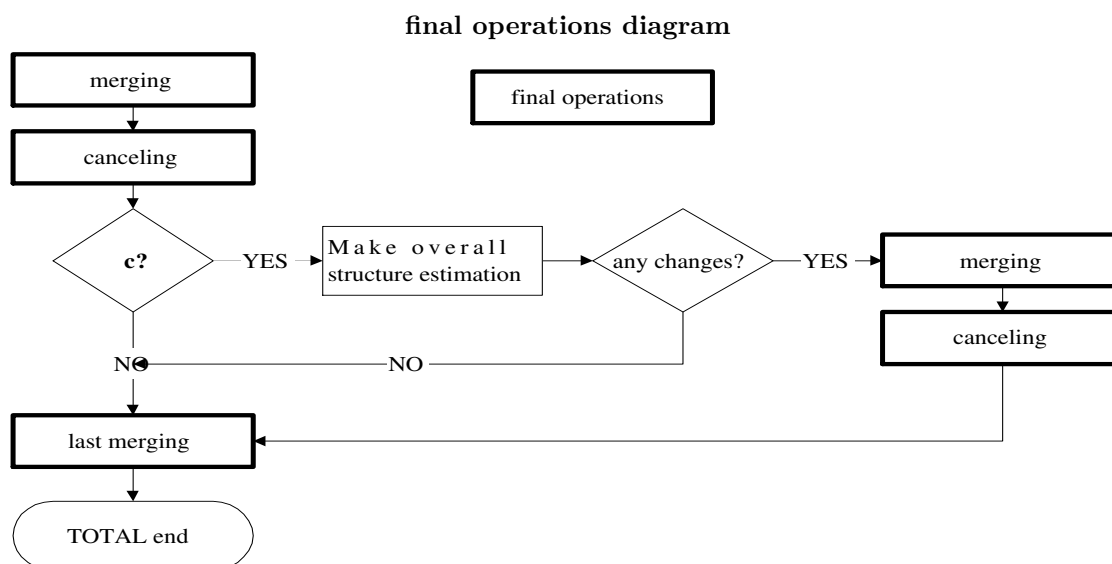 final operations diagram
merging
final operations
canceling
c?
YES
Make overall
structure estimation
any changes?
YES
merging
canceling
NO
NO
last merging
TOTAL end